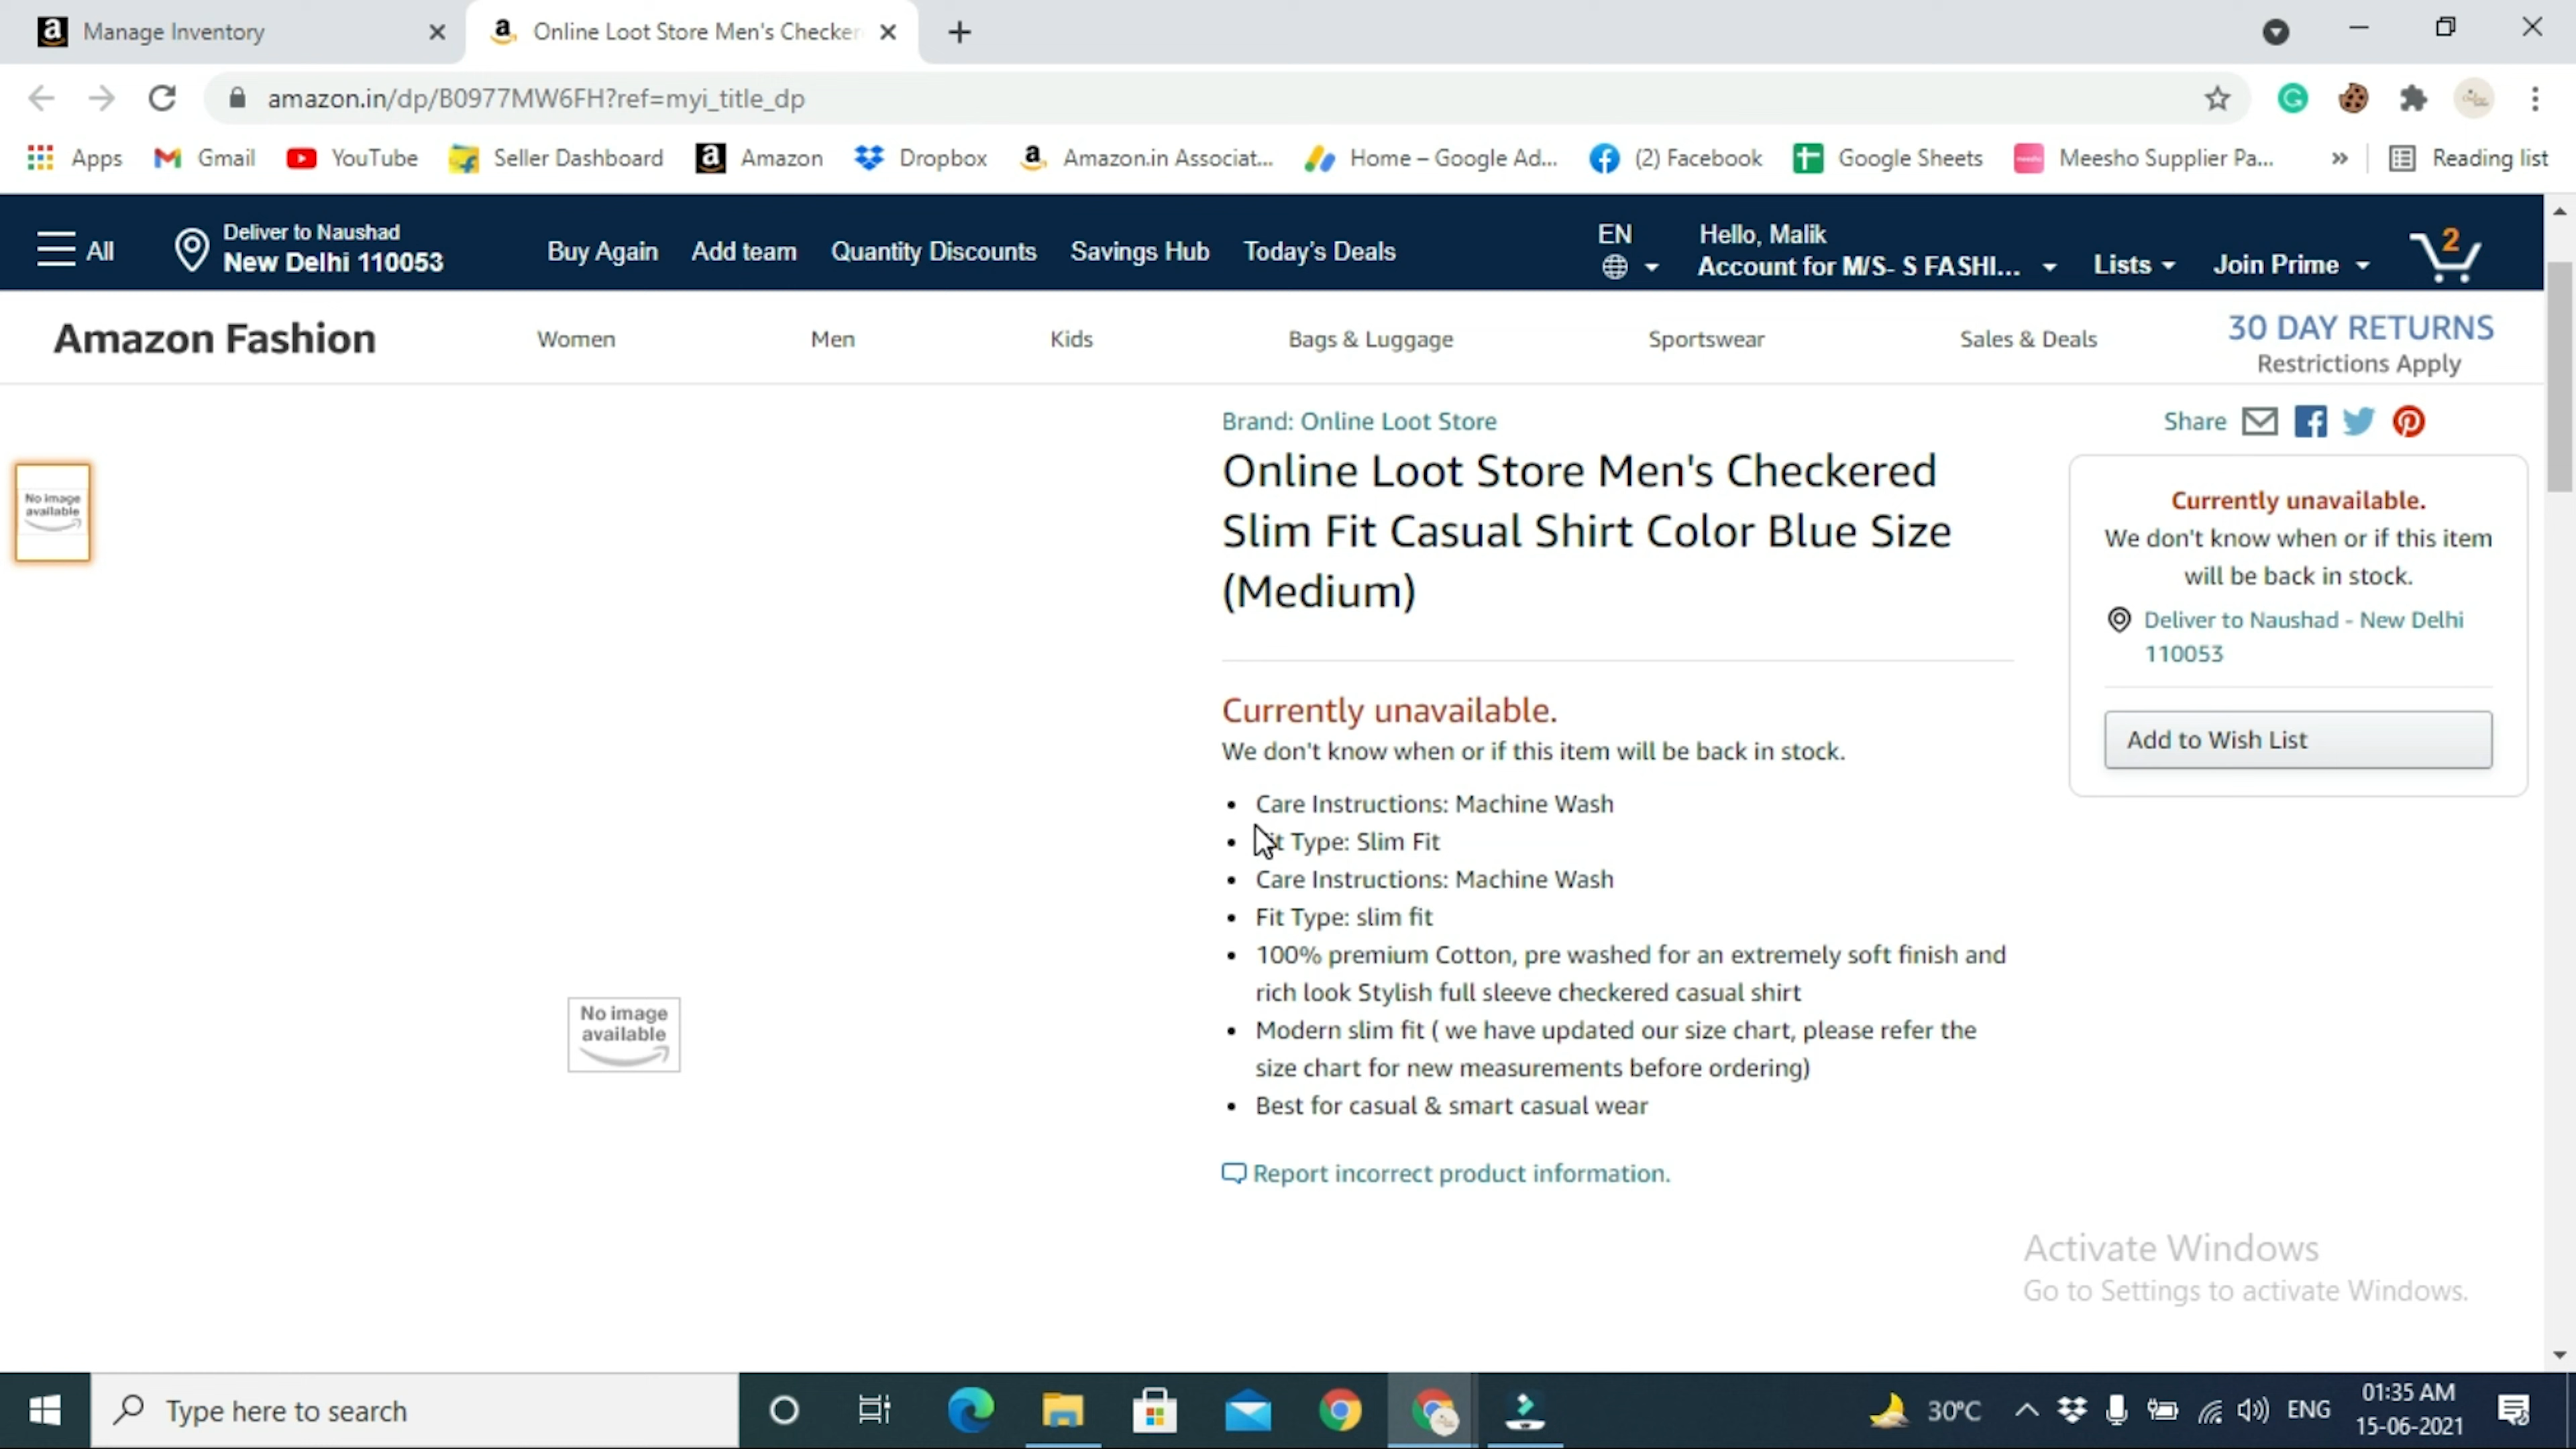 Manage Inventory
Online Loot Store Men's Checker
amazon.in/dp/B0977MW6FH?ref=myi_title_dp
Apps Gmail YouTube Seller Dashboard Amazon Dropbox Amazon.in Associat... Home – Google Ad... (2) Facebook Google Sheets Meesho Supplier Pa... » Reading list
All
Deliver to Naushad
New Delhi 110053
Buy Again Add team Quantity Discounts Savings Hub Today's Deals
EN
Hello, Malik
Account for M/S- S FASHI...
Lists
Join Prime
2
Amazon Fashion Women Men Kids Bags & Luggage Sportswear Sales & Deals
30 DAY RETURNS
Restrictions Apply
No image
available
Brand: Online Loot Store
Online Loot Store Men's Checkered
Slim Fit Casual Shirt Color Blue Size
(Medium)
Currently unavailable.
We don't know when or if this item will be back in stock.
• Care Instructions: Machine Wash
• Fit Type: Slim Fit
• Care Instructions: Machine Wash
• Fit Type: slim fit
• 100% premium Cotton, pre washed for an extremely soft finish and
rich look Stylish full sleeve checkered casual shirt
• Modern slim fit ( we have updated our size chart, please refer the
size chart for new measurements before ordering)
• Best for casual & smart casual wear
Report incorrect product information.
No image
available
Share
Currently unavailable.
We don't know when or if this item
will be back in stock.
Deliver to Naushad - New Delhi
110053
Add to Wish List
Activate Windows
Go to Settings to activate Windows.
Type here to search
30°C
ENG
01:35 AM
15-06-2021